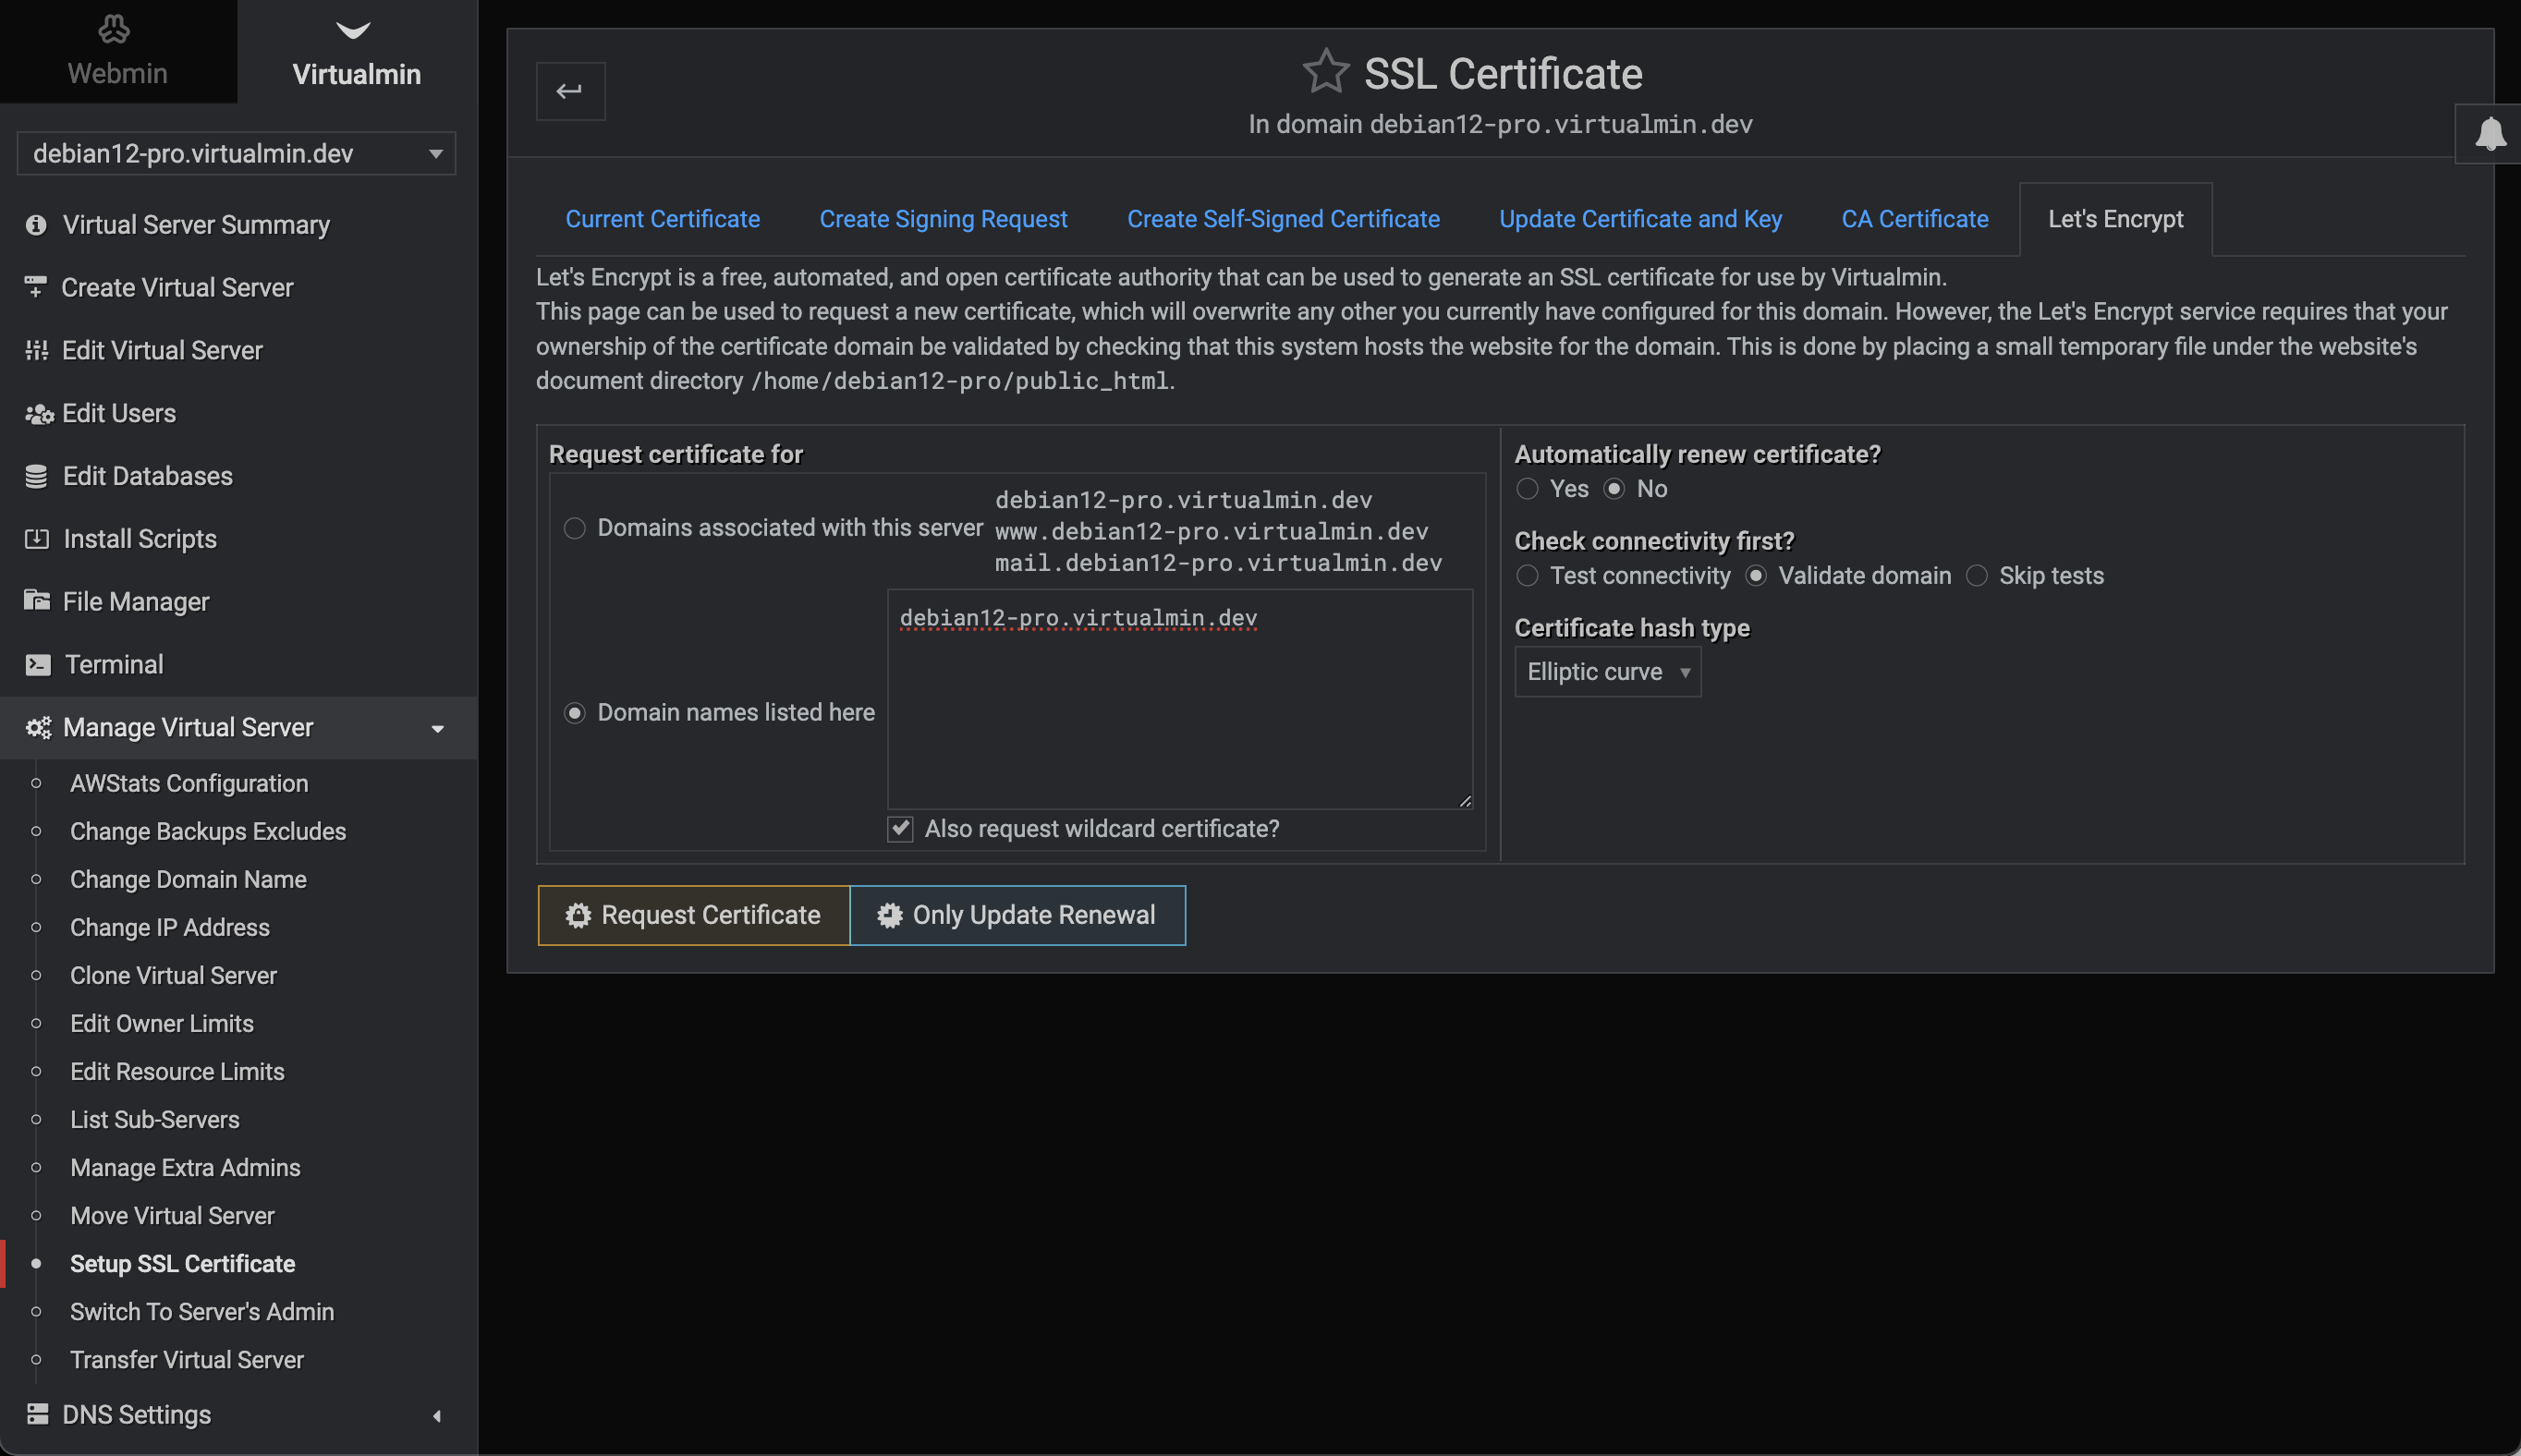 Webmin
Virtualmin
debian12-pro.virtualmin.dev
Virtual Server Summary
Create Virtual Server
Edit Virtual Server
Edit Users
Edit Databases
Install Scripts
File Manager
Terminal
Manage Virtual Server
AWStats Configuration
Change Backups Excludes
Change Domain Name
Change IP Address
Clone Virtual Server
Edit Owner Limits
Edit Resource Limits
List Sub-Servers
Manage Extra Admins
Move Virtual Server
Setup SSL Certificate
Switch To Server's Admin
Transfer Virtual Server
DNS Settings
SSL Certificate
In domain debian12-pro.virtualmin.dev
Current Certificate Create Signing Request Create Self-Signed Certificate Update Certificate and Key CA Certificate Let's Encrypt
Let's Encrypt is a free, automated, and open certificate authority that can be used to generate an SSL certificate for use by Virtualmin.
This page can be used to request a new certificate, which will overwrite any other you currently have configured for this domain. However, the Let's Encrypt service requires that your
ownership of the certificate domain be validated by checking that this system hosts the website for the domain. This is done by placing a small temporary file under the website's
document directory /home/debian12-pro/public_html.
Request certificate for
Domains associated with this server
debian12-pro.virtualmin.dev
www.debian12-pro.virtualmin.dev
mail.debian12-pro.virtualmin.dev
Domain names listed here
debian12-pro.virtualmin.dev
Also request wildcard certificate?
Automatically renew certificate?
Yes No
Check connectivity first?
Test connectivity Validate domain Skip tests
Certificate hash type
Elliptic curve
Request Certificate Only Update Renewal